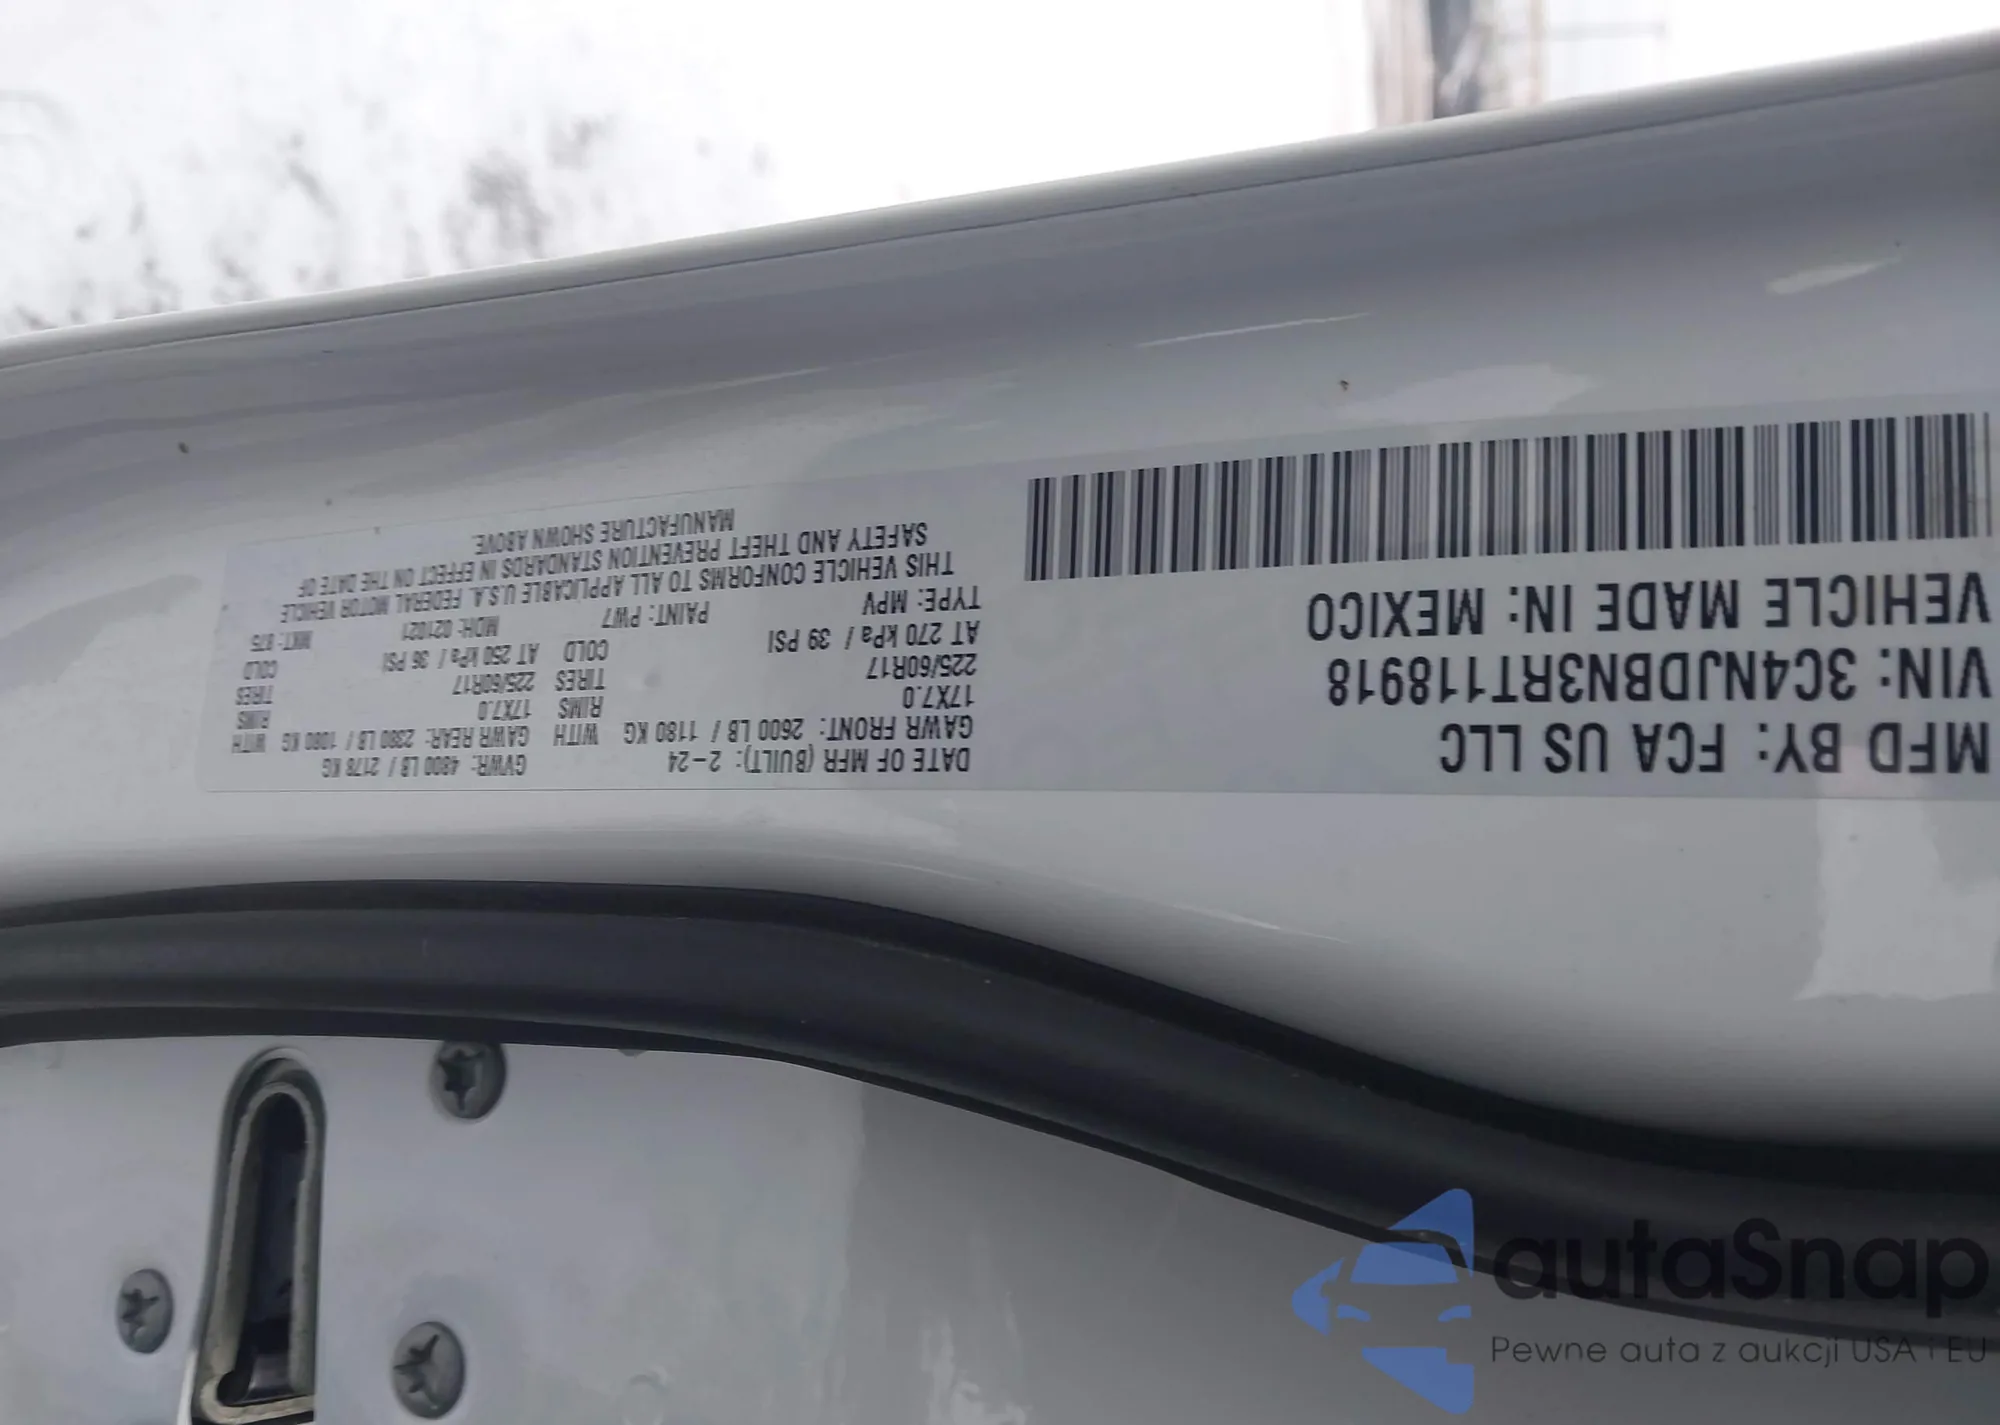 MFD BY: FCA US LLC
VIN: 3C4NJDBN3RT118918
VEHICLE MADE IN: MEXICO
DATE OF MFR (BUILT): 2-24 GVWR: 4800 LB / 2178 KG
GAWR FRONT: 2600 LB / 1180 KG WITH GAWR REAR: 2380 LB / 1080 KG WITH
17X7.0 RIMS 17X7.0 RIMS
225/60R17 TIRES 225/60R17 TIRES
AT 270 kPa / 39 PSI COLD AT 250 kPa / 36 PSI COLD
TYPE: MPV PAINT: PW7 MDH: 021021 MKT: 875
THIS VEHICLE CONFORMS TO ALL APPLICABLE U.S.A. FEDERAL MOTOR VEHICLE
SAFETY AND THEFT PREVENTION STANDARDS IN EFFECT ON THE DATE OF
MANUFACTURE SHOWN ABOVE.
autaSnap
Pewne auta z aukcji USA i EU